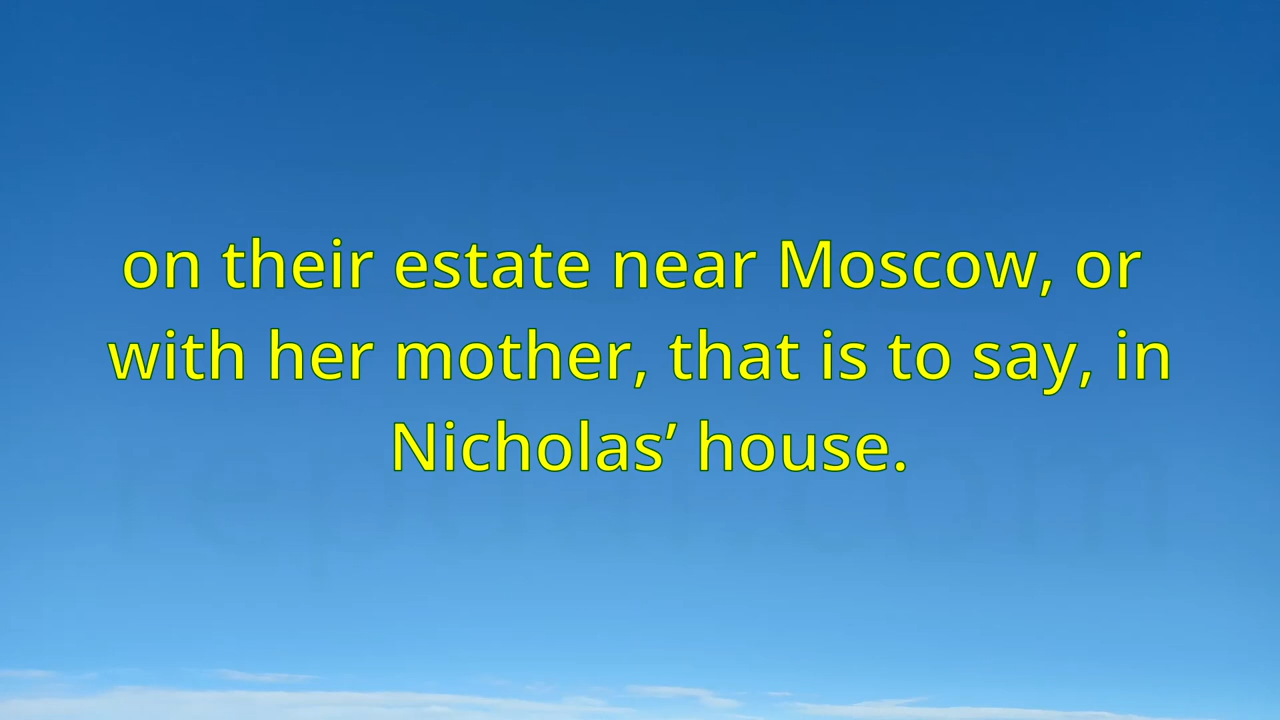 on their estate near Moscow, or
with her mother, that is to say, in
Nicholas’ house.